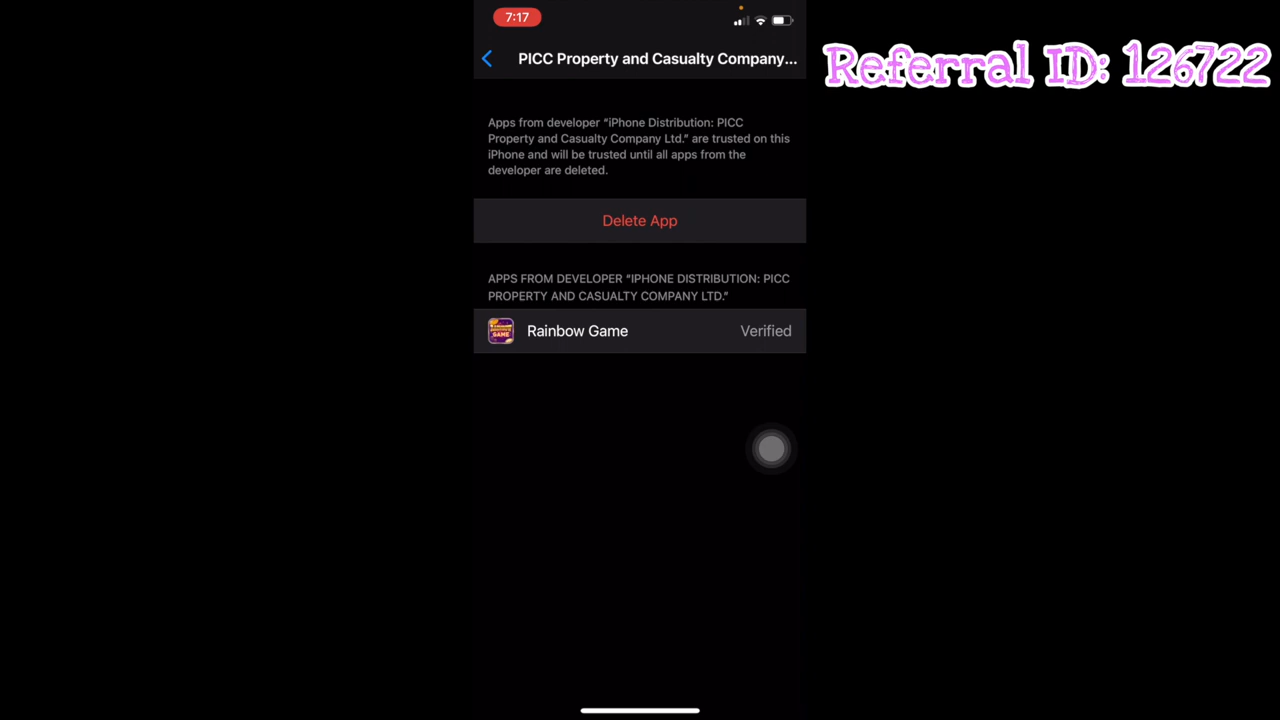 7:17
Referral ID: 126722
PICC Property and Casualty Company...
Apps from developer “iPhone Distribution: PICC
Property and Casualty Company Ltd.” are trusted on this
iPhone and will be trusted until all apps from the
developer are deleted.
Delete App
APPS FROM DEVELOPER “IPHONE DISTRIBUTION: PICC
PROPERTY AND CASUALTY COMPANY LTD.”
Rainbow Game
Verified